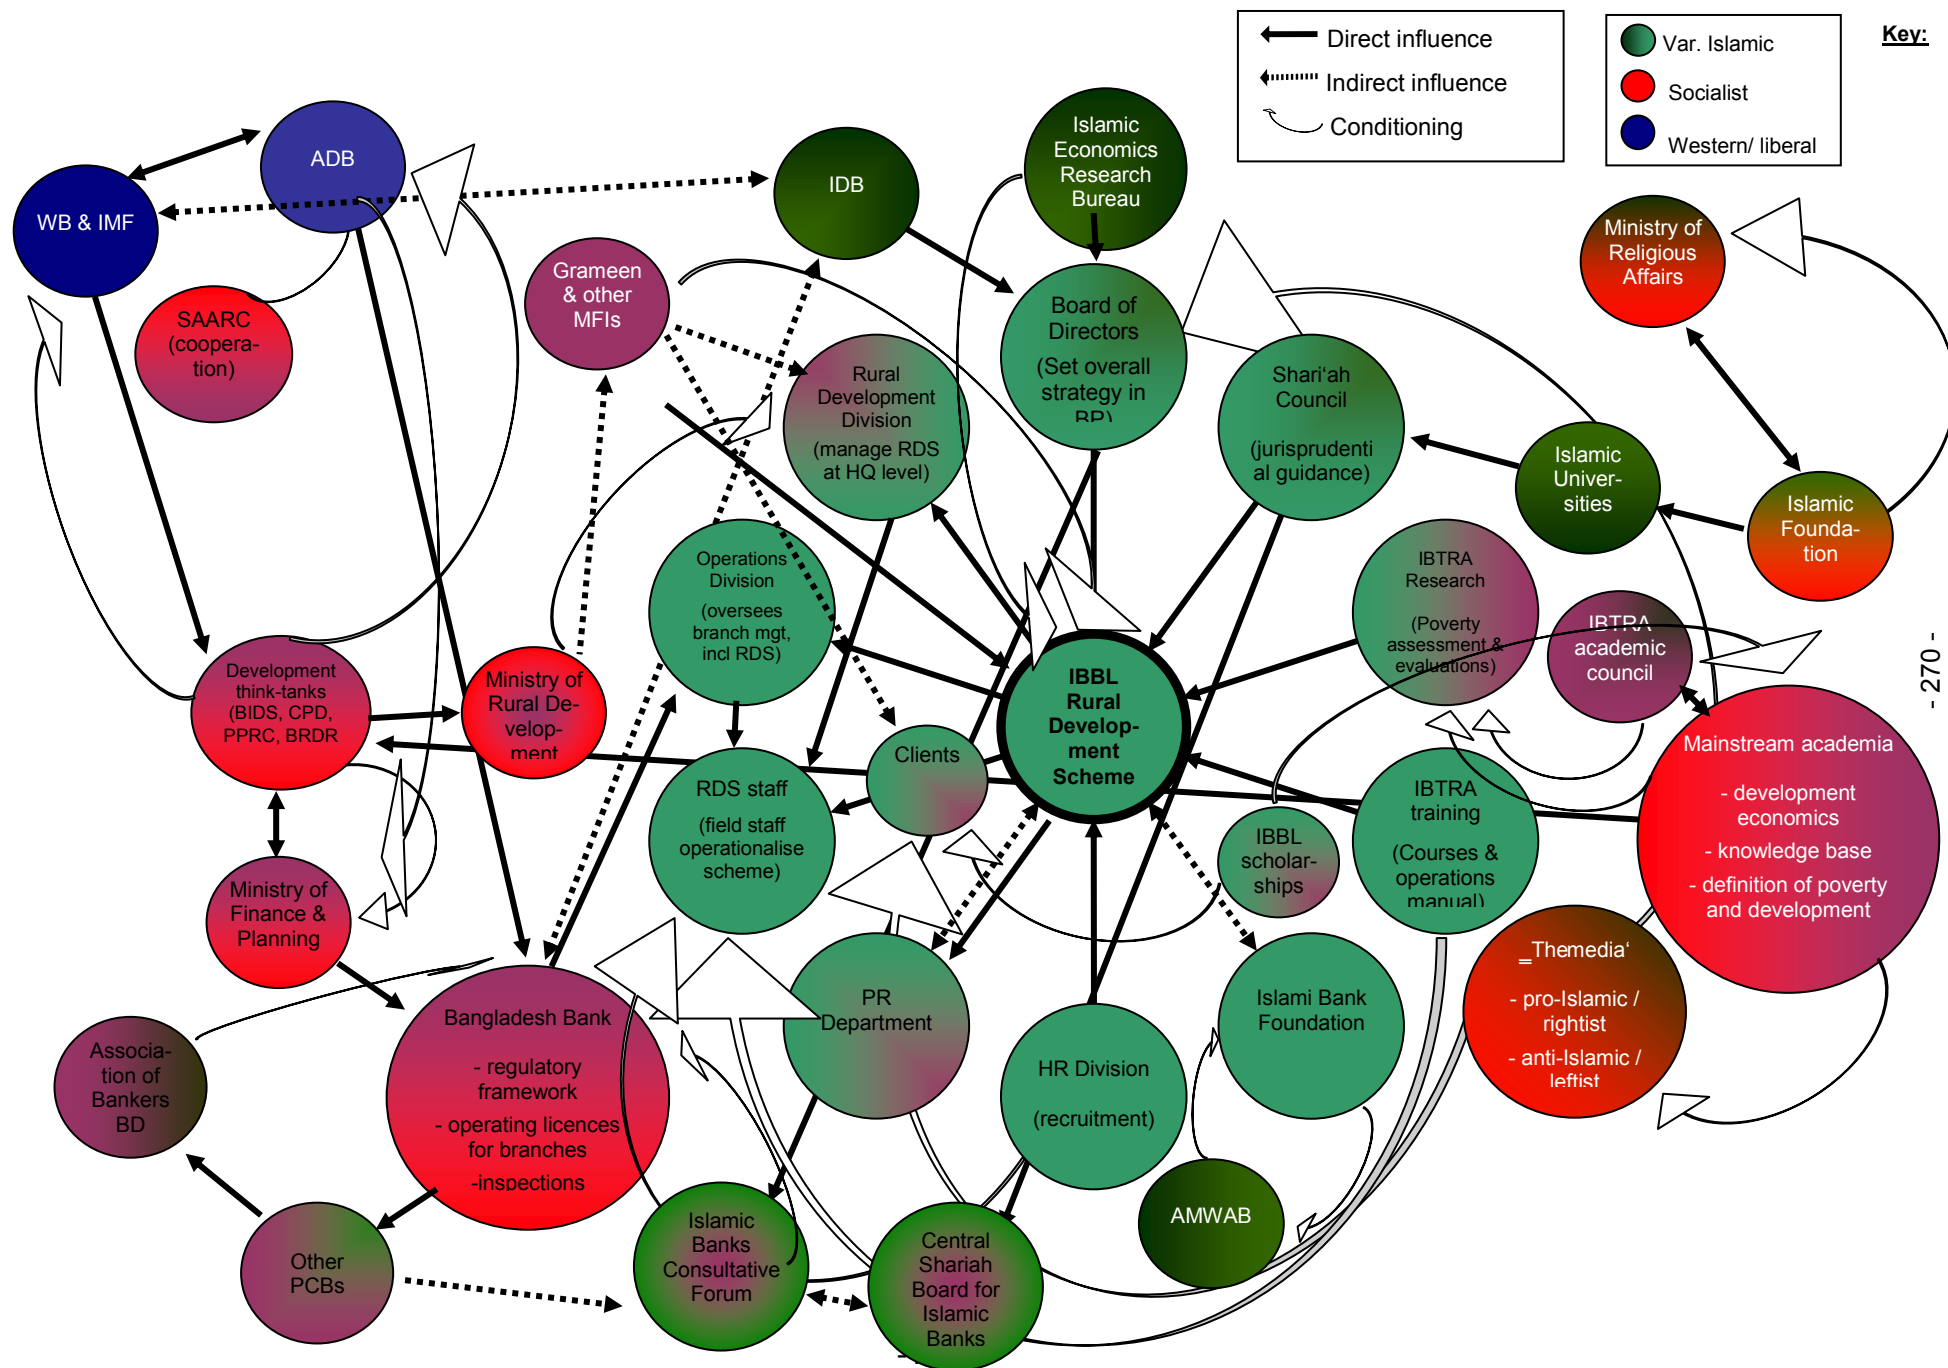 Direct influence
Indirect influence
Conditioning
Var. Islamic
Socialist
Western/ liberal
Key:
ADB
WB & IMF
SAARC
(coopera-
tion)
IDB
Islamic
Economics
Research
Bureau
Grameen
& other
MFIs
Ministry of
Religious
Affairs
Board of
Directors
(Set overall
strategy in
BP)
Rural
Development
Division
(manage RDS
at HQ level)
Shari‘ah
Council
(jurisprudenti
al guidance)
Islamic
Univer-
sities
Islamic
Founda-
tion
Operations
Division
(oversees
branch mgt,
incl RDS)
IBTRA
Research
(Poverty
assessment &
evaluations)
IBTRA
academic
council
- 270 -
Development
think-tanks
(BIDS, CPD,
PPRC, BRDR
Ministry of
Rural De-
velop-
ment
IBBL
Rural
Develop-
ment
Scheme
Clients
Mainstream academia
- development
economics
- knowledge base
- definition of poverty
and development
RDS staff
(field staff
operationalise
scheme)
IBTRA
training
(Courses &
operations
manual)
IBBL
scholar-
ships
Ministry of
Finance &
Planning
‗Themedia‘
- pro-Islamic /
rightist
- anti-Islamic /
leftist
PR
Department
Islami Bank
Foundation
Bangladesh Bank
- regulatory
framework
- operating licences
for branches
-inspections
Associa-
tion of
Bankers
BD
HR Division
(recruitment)
AMWAB
Other
PCBs
Islamic
Banks
Consultative
Forum
Central
Shariah
Board for
Islamic
Banks